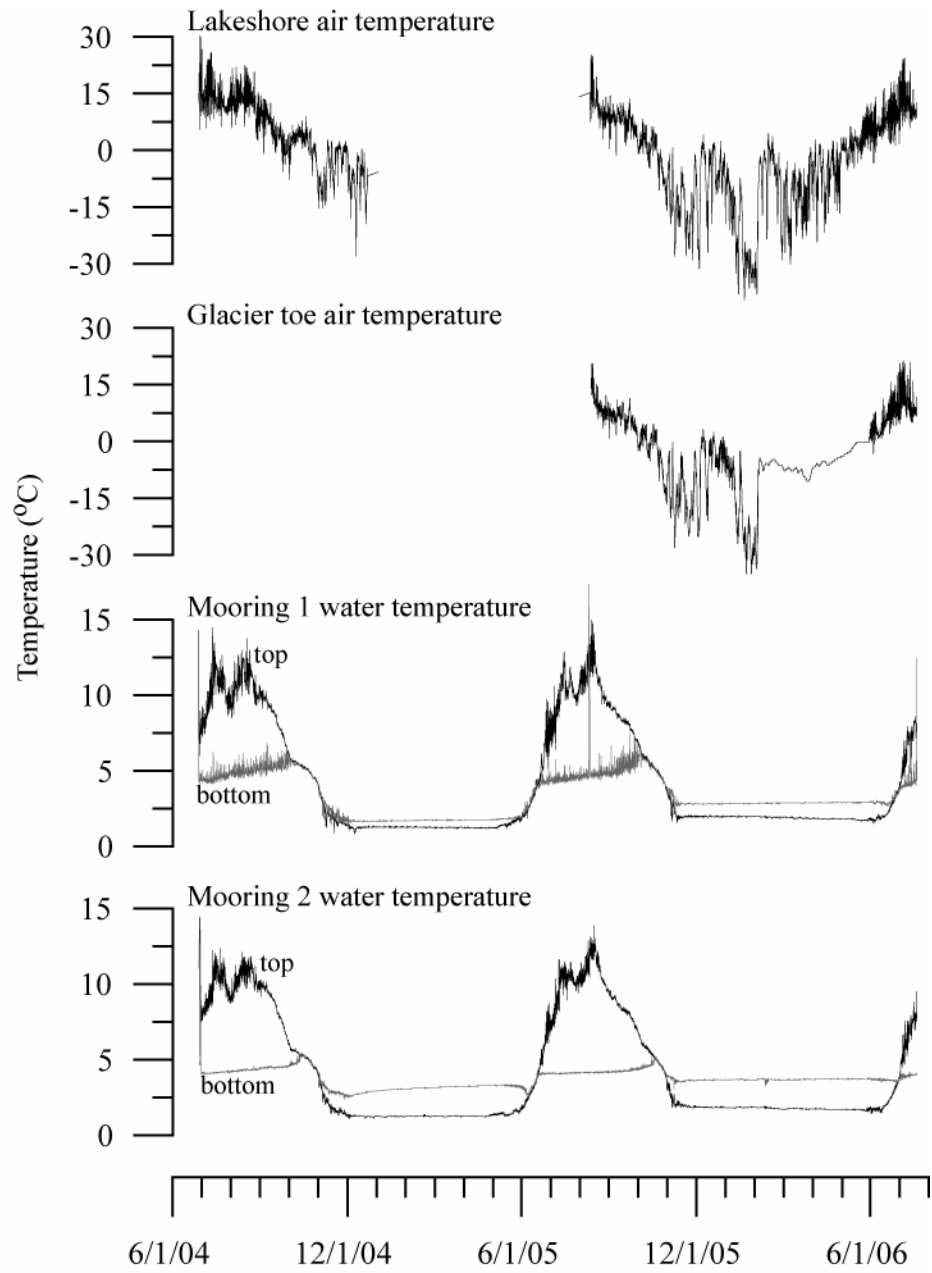 Lakeshore air temperature
30
15
0
-15
-30
Glacier toe air temperature
30
15
0
-15
-30
Temperature (°C)
Mooring 1 water temperature
15
top
10
5
bottom
0
Mooring 2 water temperature
15
top
10
5
bottom
0
6/1/04 12/1/04 6/1/05 12/1/05 6/1/06